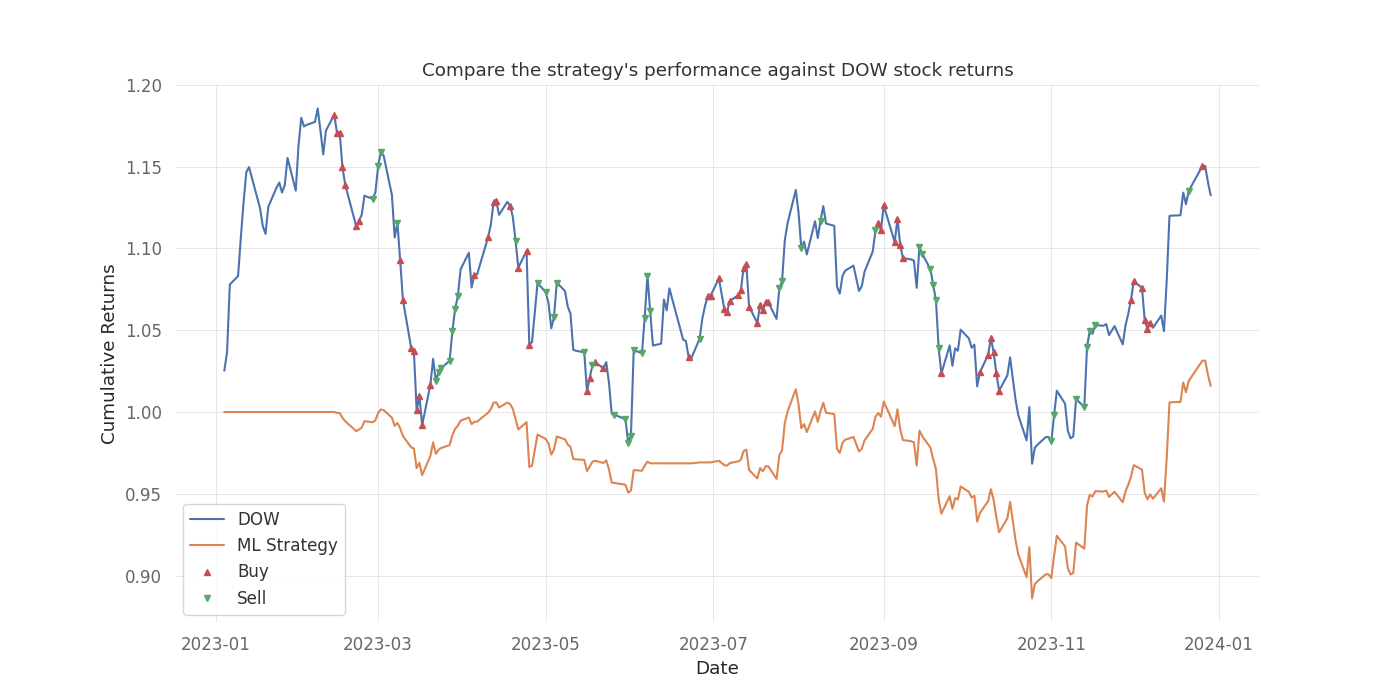 Compare the strategy's performance against DOW stock returns
1.20
1.15
1.10
1.05
1.00
0.95
0.90
Cumulative Returns
DOW
ML Strategy
Buy
Sell
2023-01
2023-03
2023-05
2023-07
2023-09
2023-11
2024-01
Date